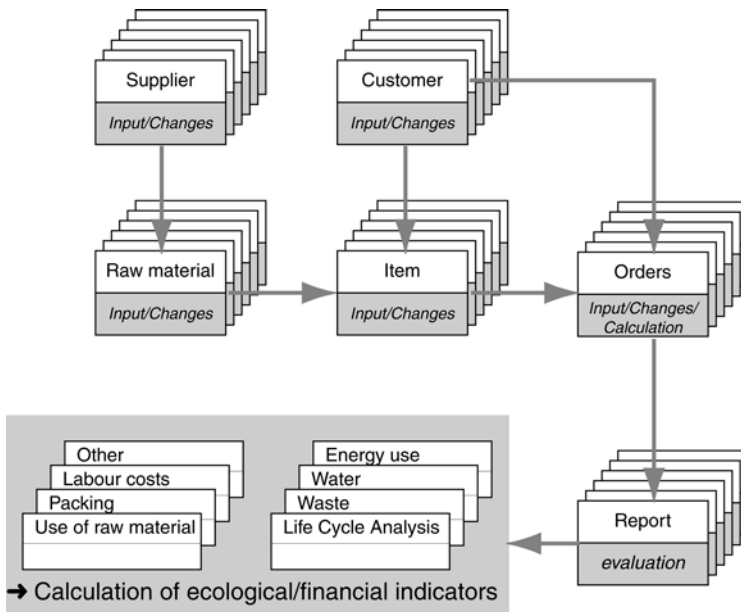 Supplier
Input/Changes
Customer
Input/Changes
Raw material
Input/Changes
Item
Input/Changes
Orders
Input/Changes/
Calculation
Other
Labour costs
Packing
Use of raw material
Energy use
Water
Waste
Life Cycle Analysis
Report
evaluation
➔ Calculation of ecological/financial indicators